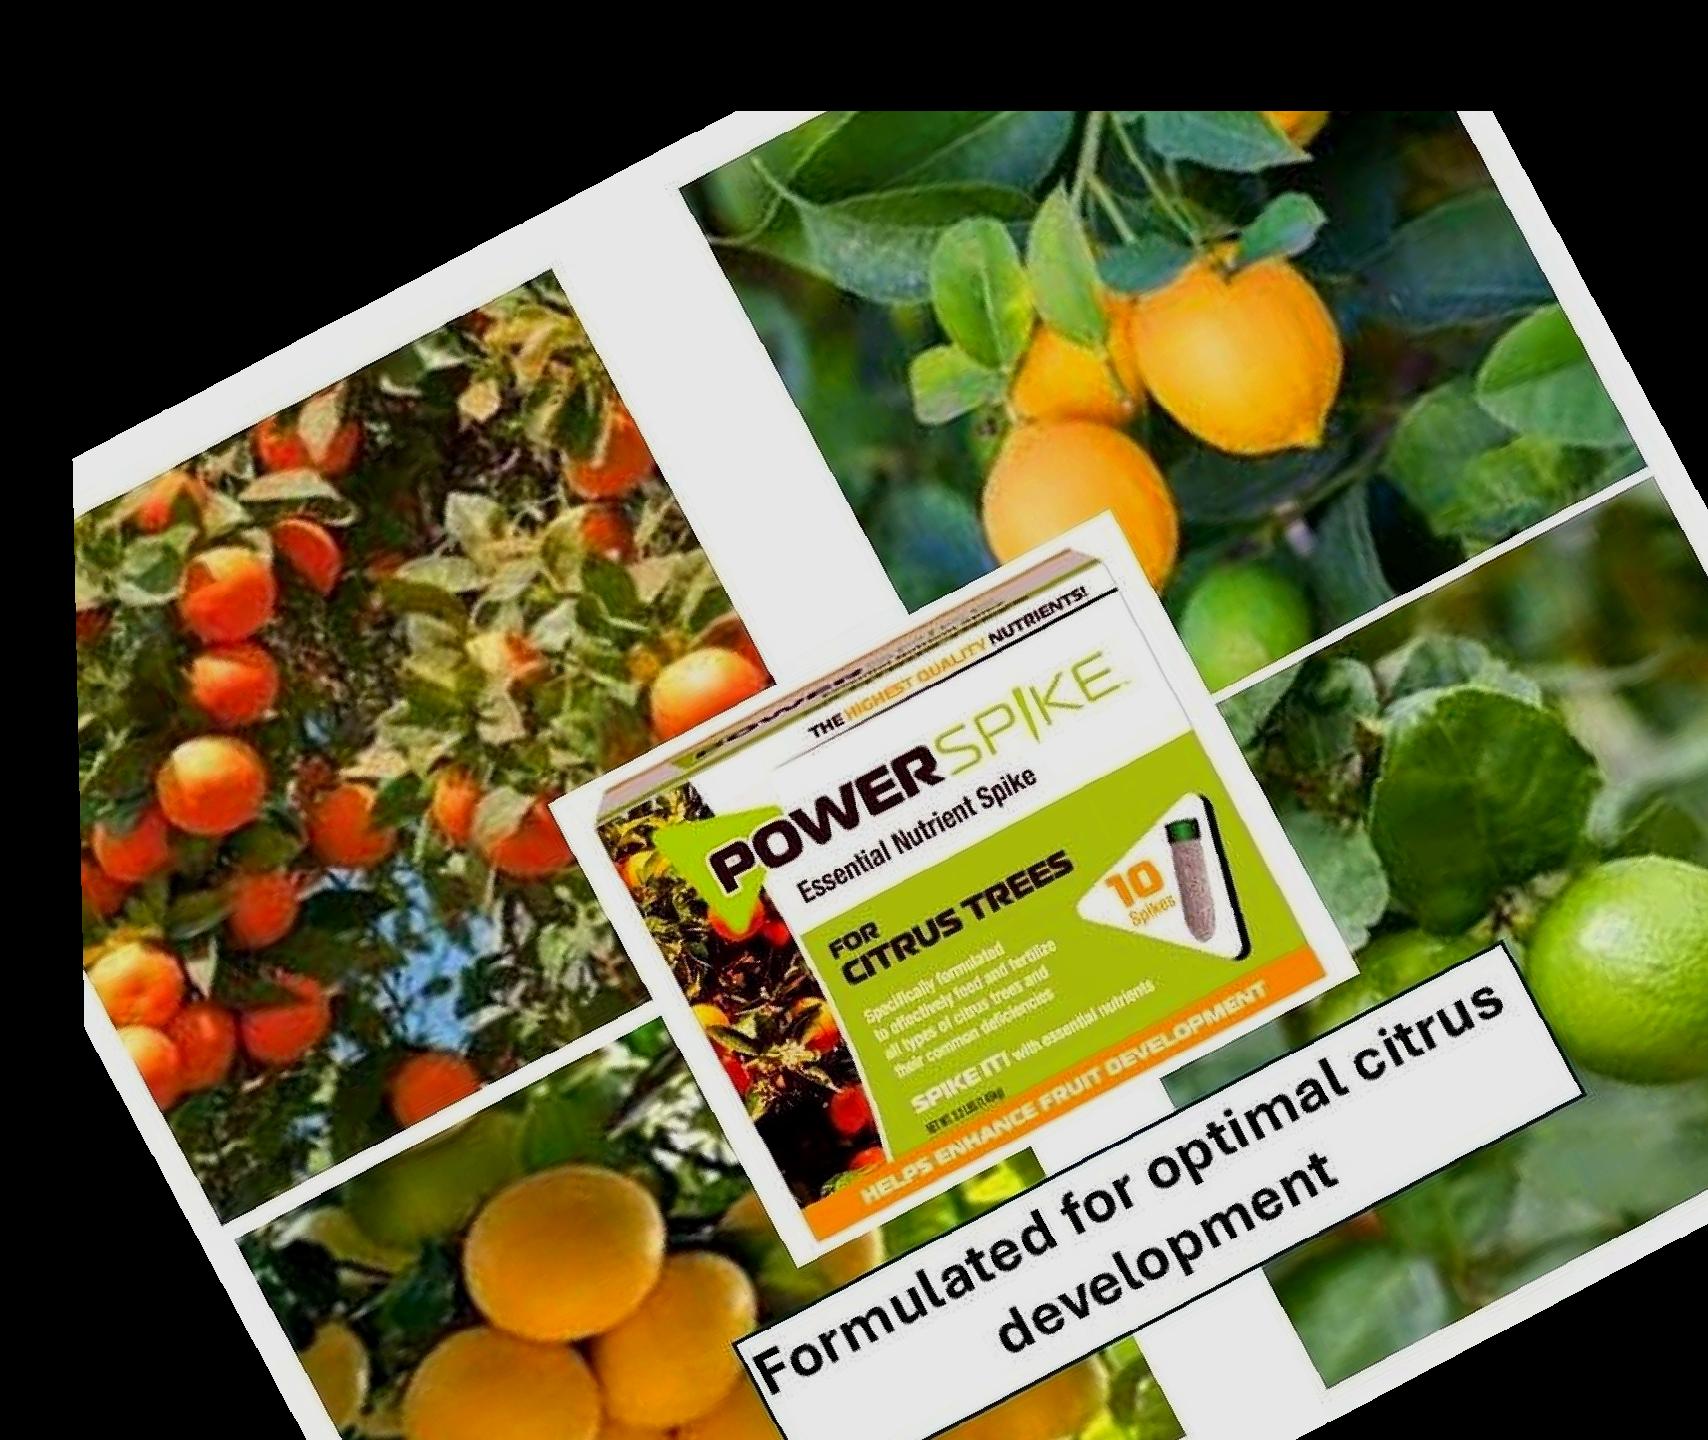 THE HIGHEST QUALITY NUTRIENTS!
POWERSPIKE
Essential Nutrient Spike
FOR
CITRUS TREES
10
Spikes
Specifically formulated
to effectively food and fertilize
all types of citrus trees and
their common deficiencies
SPIKE IT! with essential nutrients
HELPS ENHANCE FRUIT DEVELOPMENT
Formulated for optimal citrus
development